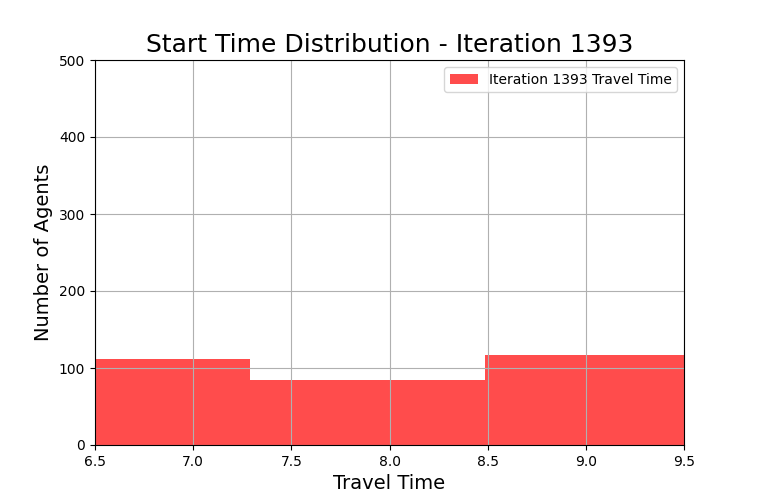 Start Time Distribution - Iteration 1393
Iteration 1393 Travel Time
Number of Agents
500
400
300
200
100
0
6.5 7.0 7.5 8.0 8.5 9.0 9.5
Travel Time